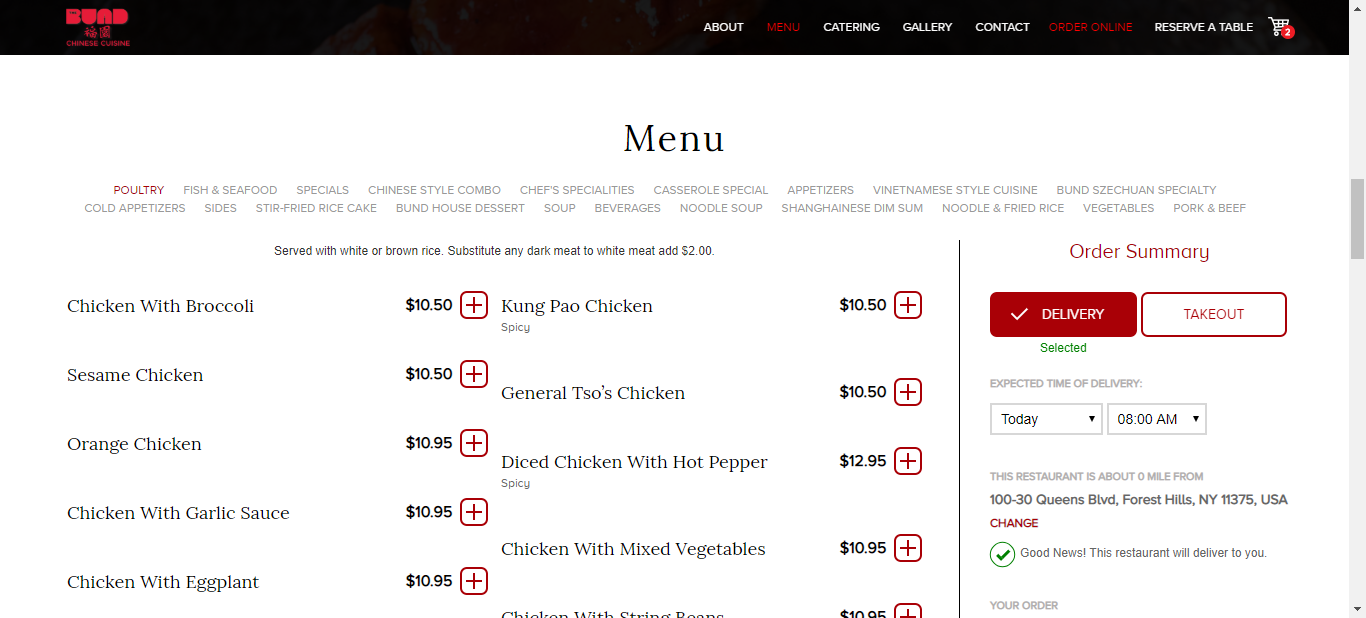 BUND
裕園
CHINESE CUISINE
ABOUT MENU CATERING GALLERY CONTACT ORDER ONLINE RESERVE A TABLE 2
Menu
POULTRY FISH & SEAFOOD SPECIALS CHINESE STYLE COMBO CHEF'S SPECIALITIES CASSEROLE SPECIAL APPETIZERS VINETNAMESE STYLE CUISINE BUND SZECHUAN SPECIALTY
COLD APPETIZERS SIDES STIR-FRIED RICE CAKE BUND HOUSE DESSERT SOUP BEVERAGES NOODLE SOUP SHANGHAINESE DIM SUM NOODLE & FRIED RICE VEGETABLES PORK & BEEF
Served with white or brown rice. Substitute any dark meat to white meat add $2.00.
Chicken With Broccoli $10.50
Sesame Chicken $10.50
Orange Chicken $10.95
Chicken With Garlic Sauce $10.95
Chicken With Eggplant $10.95
Kung Pao Chicken $10.50
Spicy
General Tso’s Chicken $10.50
Diced Chicken With Hot Pepper $12.95
Spicy
Chicken With Mixed Vegetables $10.95
Chicken With String Beans $10.95
Order Summary
DELIVERY TAKEOUT
Selected
EXPECTED TIME OF DELIVERY:
Today 08:00 AM
THIS RESTAURANT IS ABOUT 0 MILE FROM
100-30 Queens Blvd, Forest Hills, NY 11375, USA
CHANGE
Good News! This restaurant will deliver to you.
YOUR ORDER